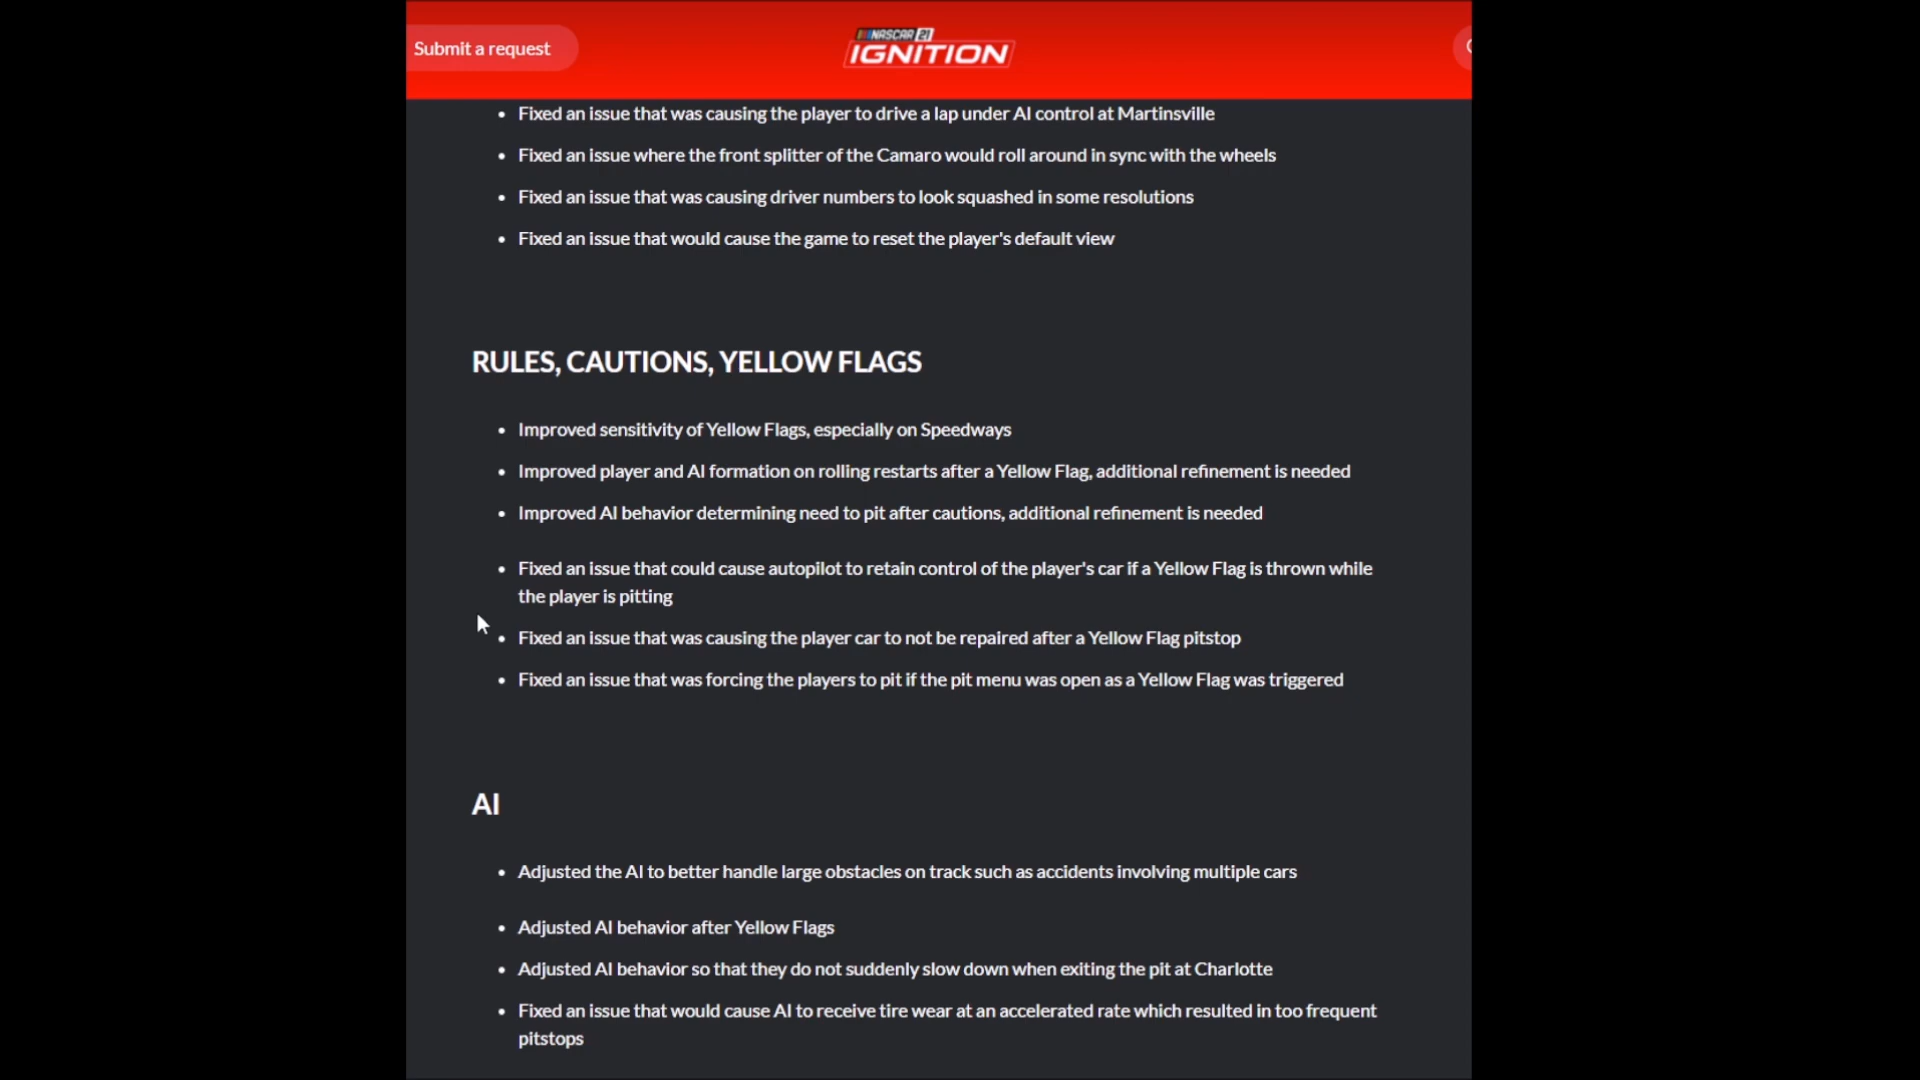 Submit a request
NASCAR 21
IGNITION
• Fixed an issue that was causing the player to drive a lap under AI control at Martinsville
• Fixed an issue where the front splitter of the Camaro would roll around in sync with the wheels
• Fixed an issue that was causing driver numbers to look squashed in some resolutions
• Fixed an issue that would cause the game to reset the player's default view
RULES, CAUTIONS, YELLOW FLAGS
• Improved sensitivity of Yellow Flags, especially on Speedways
• Improved player and AI formation on rolling restarts after a Yellow Flag, additional refinement is needed
• Improved AI behavior determining need to pit after cautions, additional refinement is needed
• Fixed an issue that could cause autopilot to retain control of the player's car if a Yellow Flag is thrown while
the player is pitting
• Fixed an issue that was causing the player car to not be repaired after a Yellow Flag pitstop
• Fixed an issue that was forcing the players to pit if the pit menu was open as a Yellow Flag was triggered
AI
• Adjusted the AI to better handle large obstacles on track such as accidents involving multiple cars
• Adjusted AI behavior after Yellow Flags
• Adjusted AI behavior so that they do not suddenly slow down when exiting the pit at Charlotte
• Fixed an issue that would cause AI to receive tire wear at an accelerated rate which resulted in too frequent
pitstops